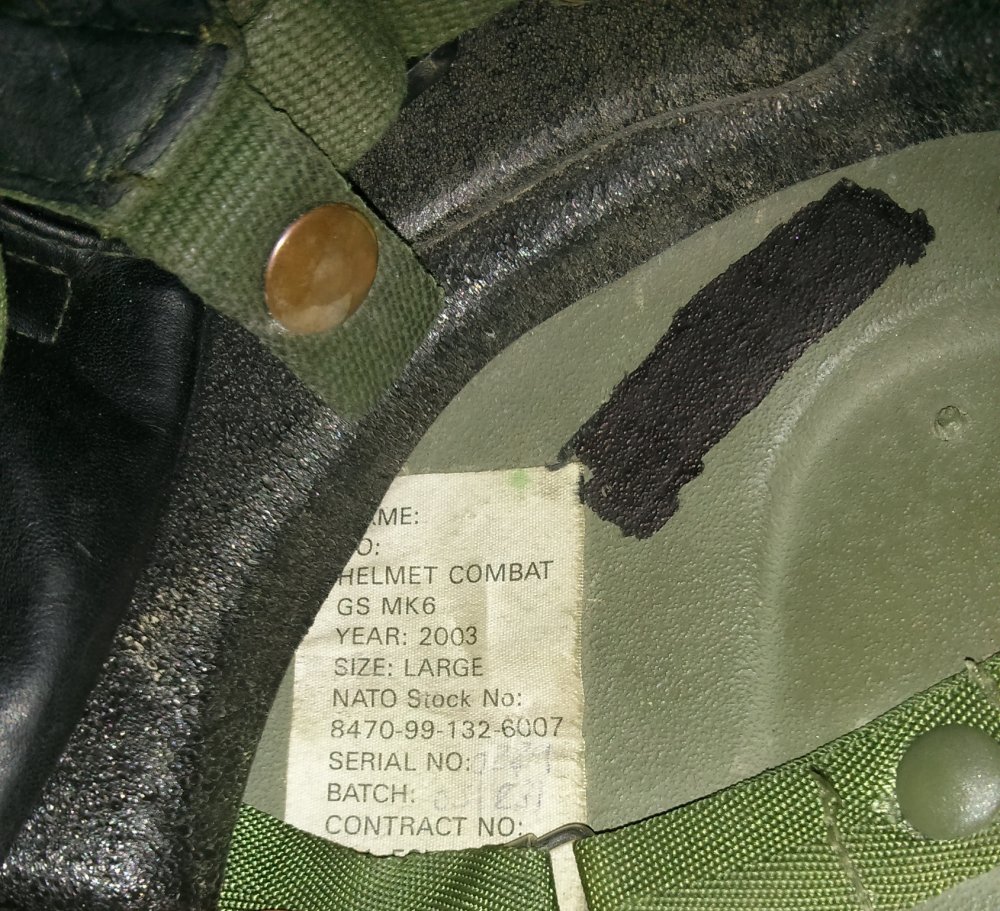 ME:
O:
HELMET COMBAT
GS MK6
YEAR: 2003
SIZE: LARGE
NATO Stock No:
8470-99-132-6007
SERIAL NO:
BATCH:
CONTRACT NO: